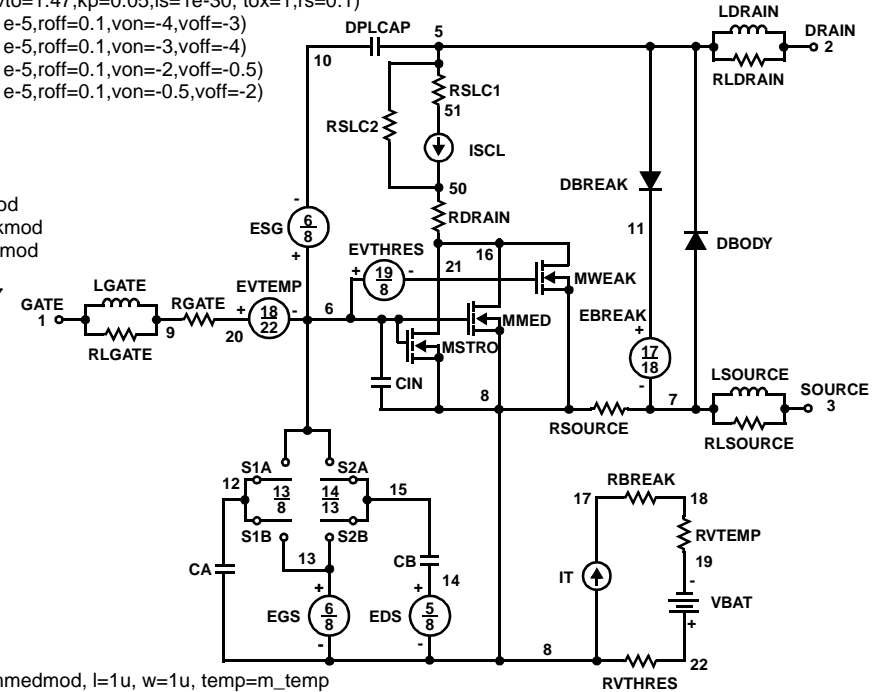 vto=1.47,kp=0.05,is=1e-30, tox=1,rs=0.1)
e-5,roff=0.1,von=-4,voff=-3)
e-5,roff=0.1,von=-3,voff=-4)
e-5,roff=0.1,von=-2,voff=-0.5)
e-5,roff=0.1,von=-0.5,voff=-2)
LDRAIN
DPLCAP
5
DRAIN
2
10
RLDRAIN
RSLC1
51
RSLC2
ISCL
50
DBREAK
RDRAIN
11
DBODY
ESG
6
8
-
+
EVTHRES
16
21
+
19
8
-
MWEAK
LGATE
EVTEMP
GATE
1
RGATE
+
18
22
-
6
MMED
EBREAK
+
17
18
-
9
20
RLGATE
MSTRO
CIN
8
LSOURCE
7
SOURCE
3
RSOURCE
RLSOURCE
S1A
S2A
12
13
8
14
13
15
S1B
S2B
13
CA
CB
14
RBREAK
17
18
RVTEMP
19
IT
-
VBAT
+
EGS
+
6
8
-
EDS
+
5
8
-
8
22
RVTHRES
mmedmod, l=1u, w=1u, temp=m_temp
od
kmod
mod